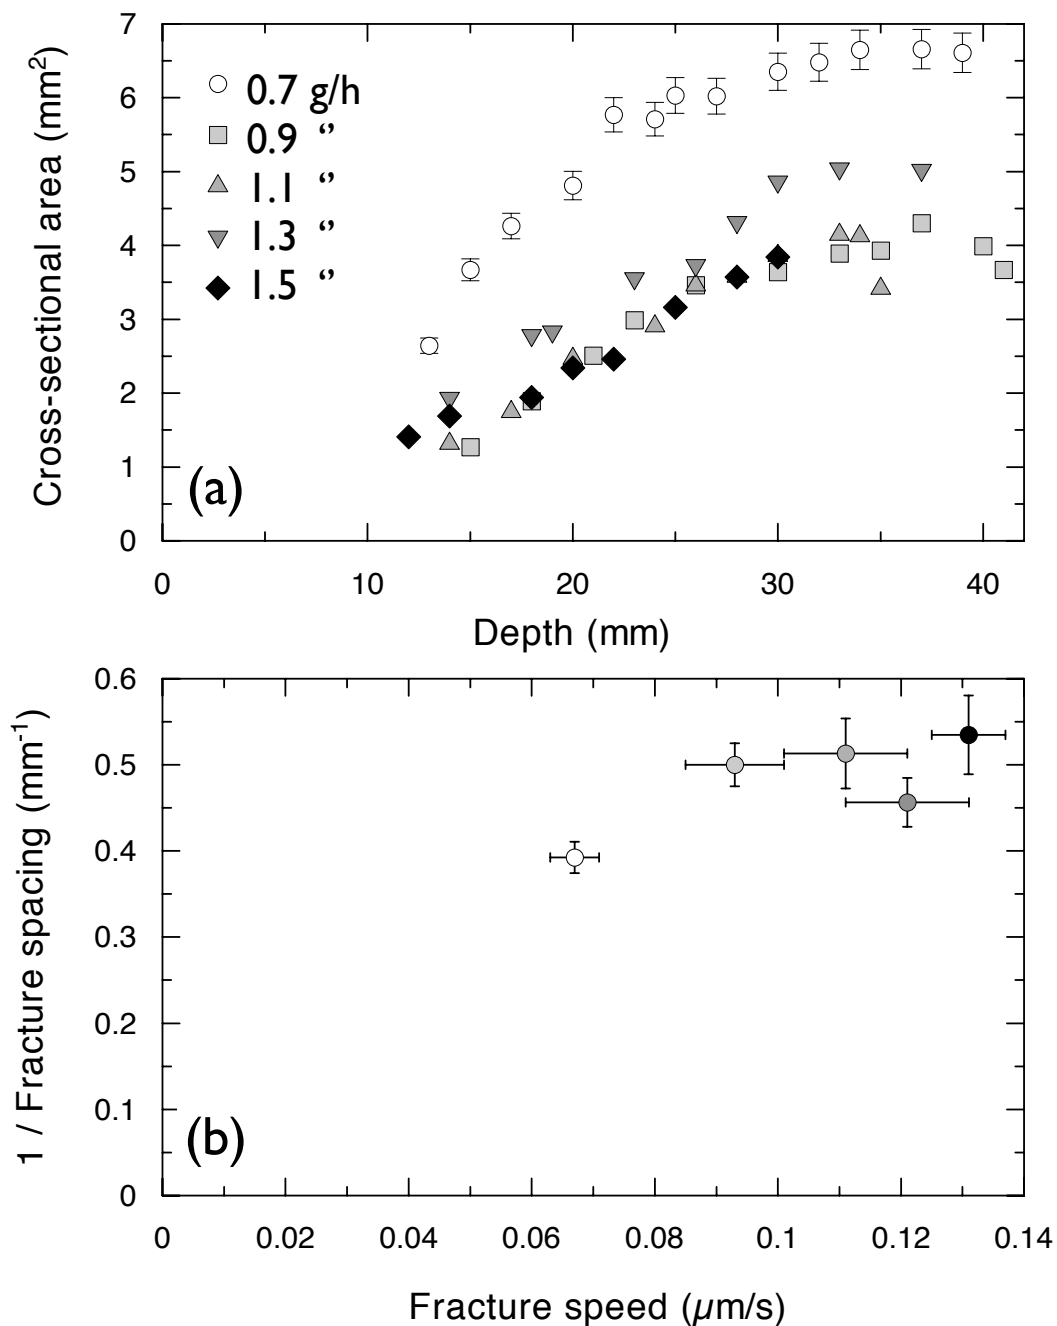 7
6
5
4
3
2
1
0
Cross-sectional area (mm²)
0.7 g/h
0.9 “
1.1 “
1.3 “
1.5 “
(a)
0 10 20 30 40
Depth (mm)
0.6
0.5
0.4
0.3
0.2
0.1
0
1 / Fracture spacing (mm⁻¹)
(b)
0 0.02 0.04 0.06 0.08 0.1 0.12 0.14
Fracture speed (µm/s)